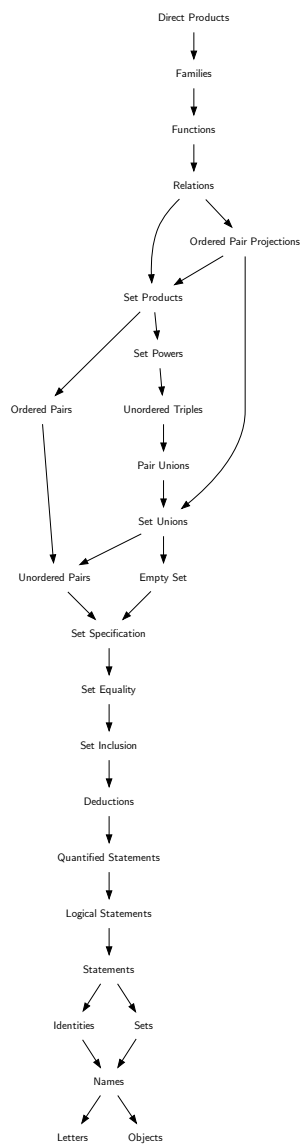 Direct Products
Families
Functions
Relations
Ordered Pair Projections
Set Products
Set Powers
Ordered Pairs
Unordered Triples
Pair Unions
Set Unions
Unordered Pairs
Empty Set
Set Specification
Set Equality
Set Inclusion
Deductions
Quantified Statements
Logical Statements
Statements
Identities
Sets
Names
Letters
Objects